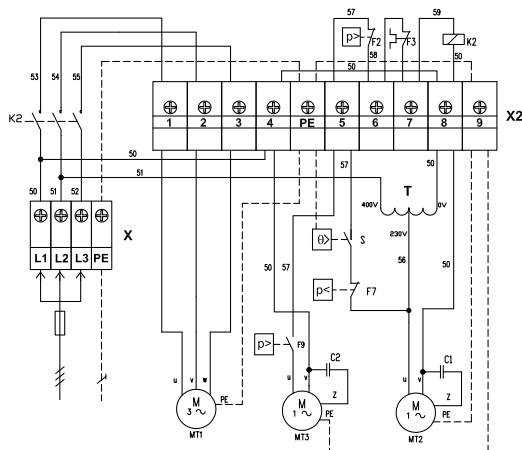 57
59
p>
F2
F3
K2
58
50
50
53
54
55
K2
1
2
3
4
PE
5
6
7
8
9
X2
50
57
50
51
T
400V
0V
230V
50
51
52
X
L1
L2
L3
PE
θ>
S
50
57
56
50
p<
F7
p>
F9
C2
C1
u
v
w
u
v
u
v
Z
Z
M
3 ~
PE
M
1 ~
PE
M
1 ~
PE
MT1
MT3
MT2